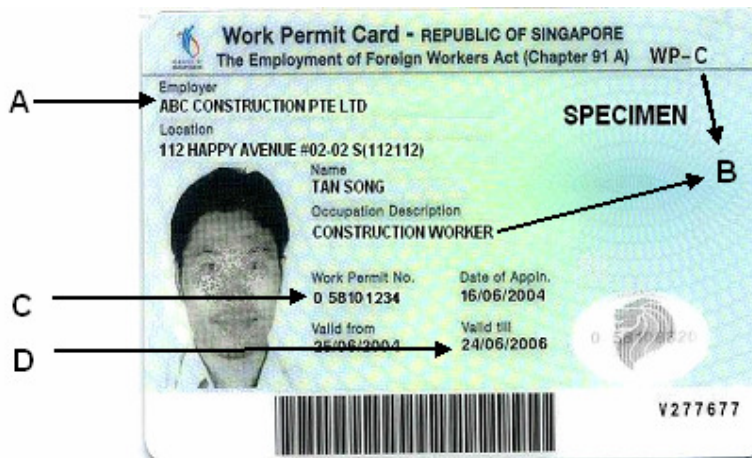 Work Permit Card - REPUBLIC OF SINGAPORE
The Employment of Foreign Workers Act (Chapter 91 A) WP-C
Employer
A ABC CONSTRUCTION PTE LTD
SPECIMEN
Location
112 HAPPY AVENUE #02-02 S(112112)
Name
TAN SONG
B
Occupation Description
CONSTRUCTION WORKER
Work Permit No. Date of Appln.
C 0 58101234 16/06/2004
Valid from Valid till
D 25/06/2004 24/06/2006
V277677